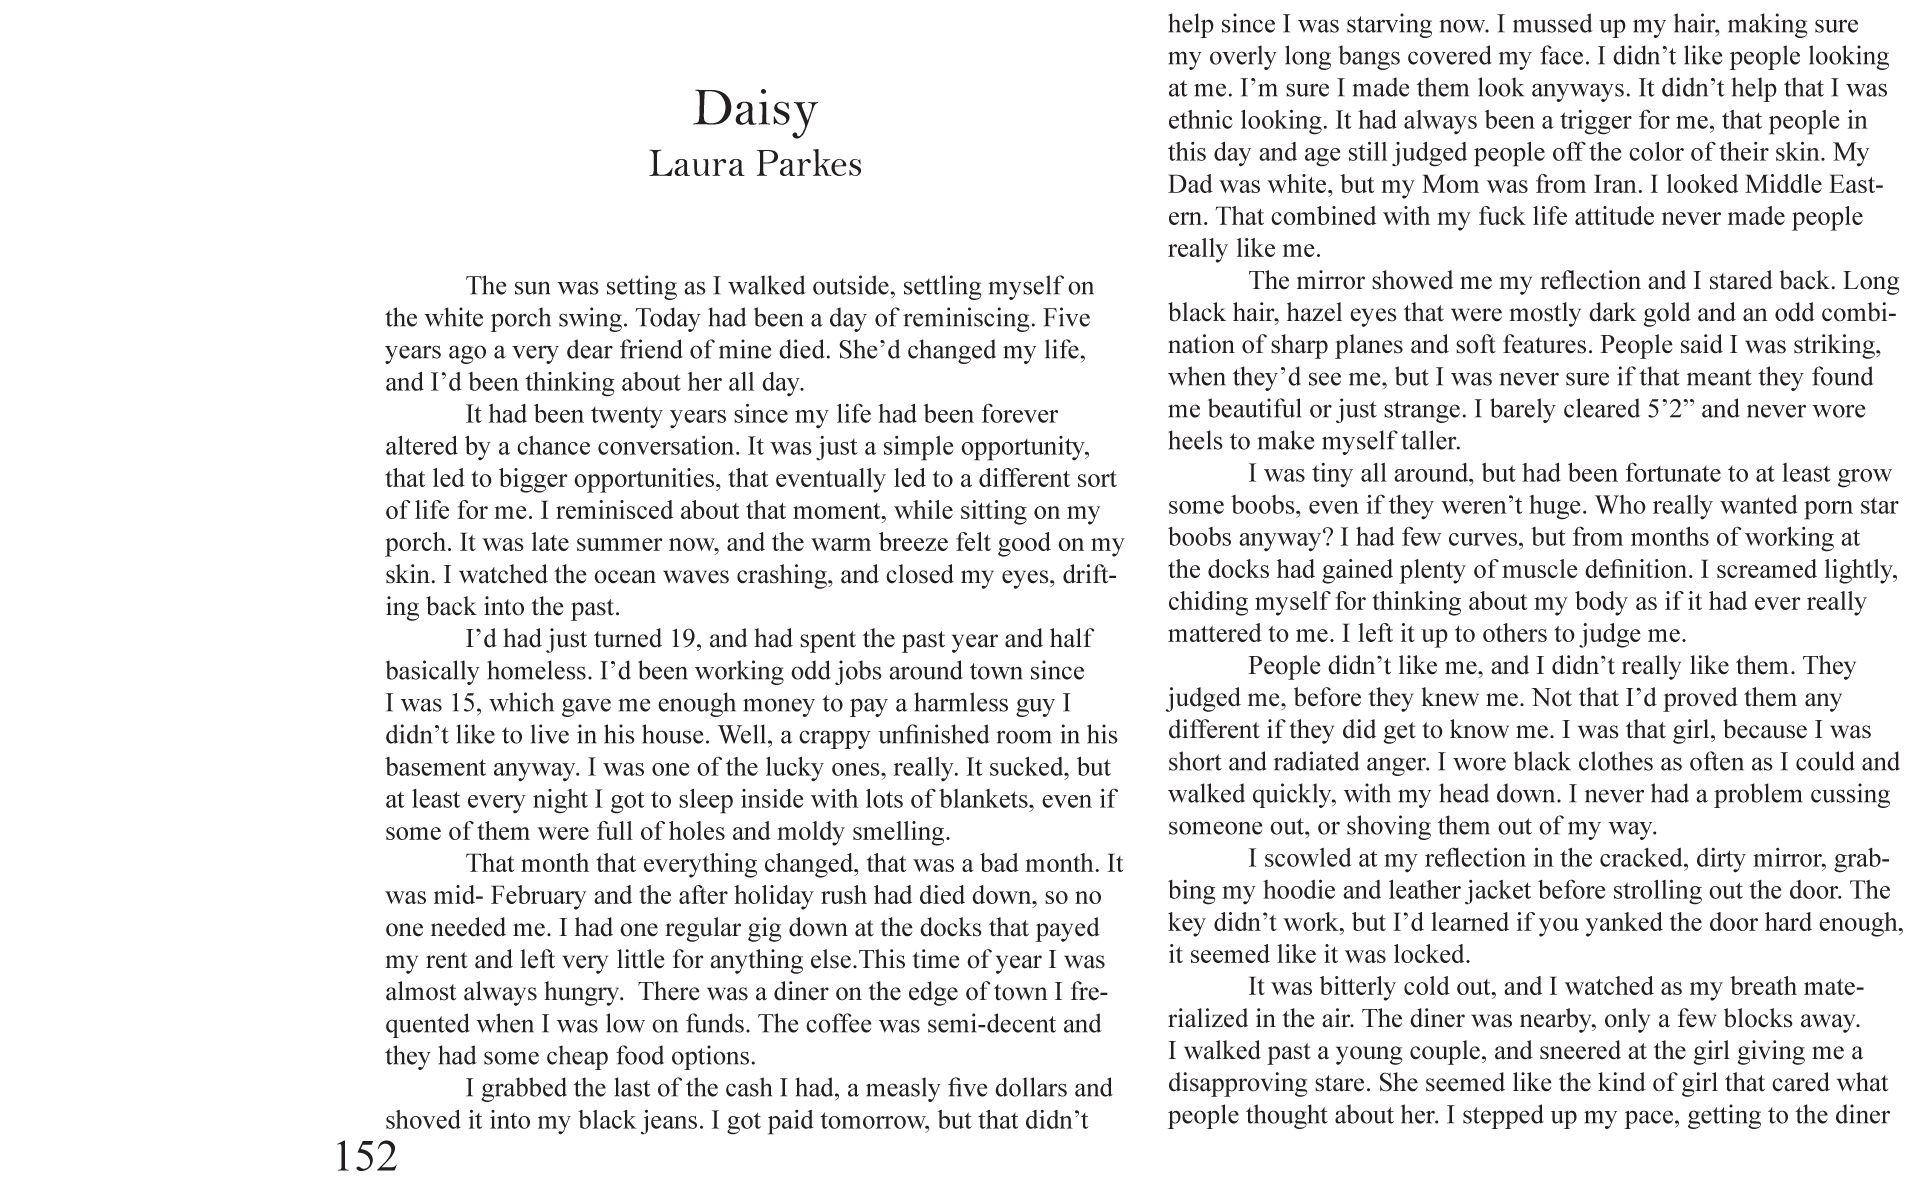 Daisy
Laura Parkes
The sun was setting as I walked outside, settling myself on
the white porch swing. Today had been a day of reminiscing. Five
years ago a very dear friend of mine died. She’d changed my life,
and I’d been thinking about her all day.
It had been twenty years since my life had been forever
altered by a chance conversation. It was just a simple opportunity,
that led to bigger opportunities, that eventually led to a different sort
of life for me. I reminisced about that moment, while sitting on my
porch. It was late summer now, and the warm breeze felt good on my
skin. I watched the ocean waves crashing, and closed my eyes, drift-
ing back into the past.
I’d had just turned 19, and had spent the past year and half
basically homeless. I’d been working odd jobs around town since
I was 15, which gave me enough money to pay a harmless guy I
didn’t like to live in his house. Well, a crappy unfinished room in his
basement anyway. I was one of the lucky ones, really. It sucked, but
at least every night I got to sleep inside with lots of blankets, even if
some of them were full of holes and moldy smelling.
That month that everything changed, that was a bad month. It
was mid- February and the after holiday rush had died down, so no
one needed me. I had one regular gig down at the docks that payed
my rent and left very little for anything else.This time of year I was
almost always hungry.  There was a diner on the edge of town I fre-
quented when I was low on funds. The coffee was semi-decent and
they had some cheap food options.
I grabbed the last of the cash I had, a measly five dollars and
shoved it into my black jeans. I got paid tomorrow, but that didn’t
152
help since I was starving now. I mussed up my hair, making sure
my overly long bangs covered my face. I didn’t like people looking
at me. I’m sure I made them look anyways. It didn’t help that I was
ethnic looking. It had always been a trigger for me, that people in
this day and age still judged people off the color of their skin. My
Dad was white, but my Mom was from Iran. I looked Middle East-
ern. That combined with my fuck life attitude never made people
really like me.
The mirror showed me my reflection and I stared back. Long
black hair, hazel eyes that were mostly dark gold and an odd combi-
nation of sharp planes and soft features. People said I was striking,
when they’d see me, but I was never sure if that meant they found
me beautiful or just strange. I barely cleared 5’2” and never wore
heels to make myself taller.
I was tiny all around, but had been fortunate to at least grow
some boobs, even if they weren’t huge. Who really wanted porn star
boobs anyway? I had few curves, but from months of working at
the docks had gained plenty of muscle definition. I screamed lightly,
chiding myself for thinking about my body as if it had ever really
mattered to me. I left it up to others to judge me.
People didn’t like me, and I didn’t really like them. They
judged me, before they knew me. Not that I’d proved them any
different if they did get to know me. I was that girl, because I was
short and radiated anger. I wore black clothes as often as I could and
walked quickly, with my head down. I never had a problem cussing
someone out, or shoving them out of my way.
I scowled at my reflection in the cracked, dirty mirror, grab-
bing my hoodie and leather jacket before strolling out the door. The
key didn’t work, but I’d learned if you yanked the door hard enough,
it seemed like it was locked.
It was bitterly cold out, and I watched as my breath mate-
rialized in the air. The diner was nearby, only a few blocks away.
I walked past a young couple, and sneered at the girl giving me a
disapproving stare. She seemed like the kind of girl that cared what
people thought about her. I stepped up my pace, getting to the diner